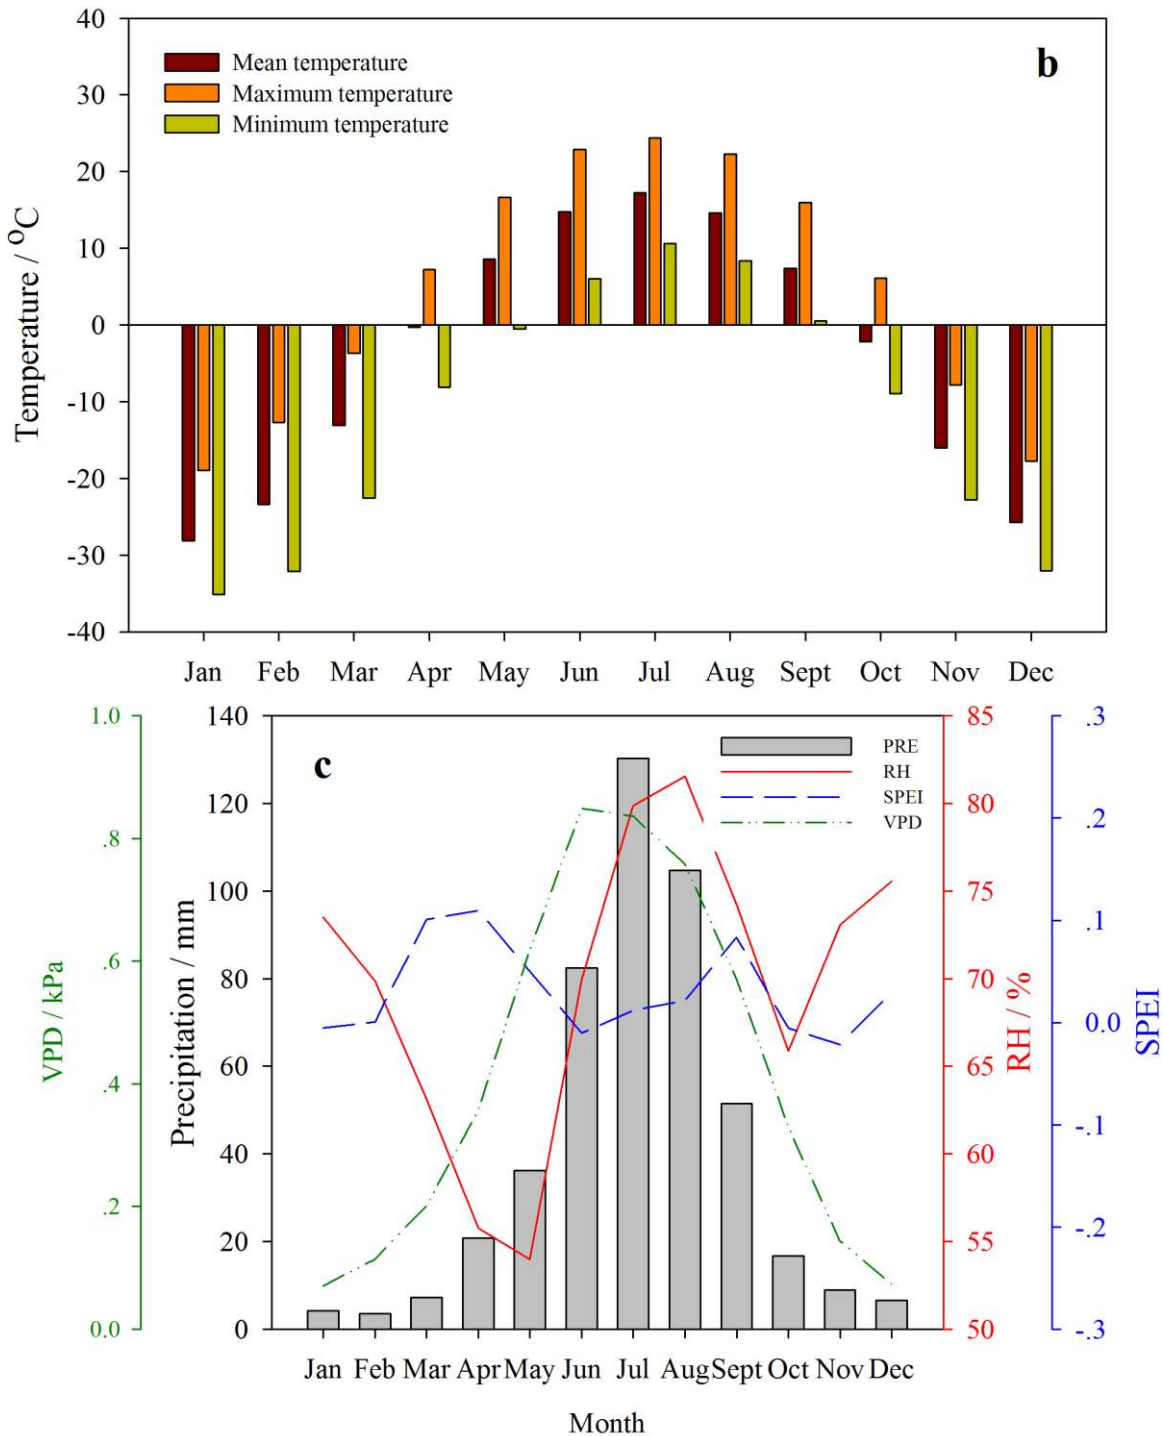 40
b
Mean temperature
Maximum temperature
Minimum temperature
30
20
10
0
-10
-20
-30
-40
Temperature / °C
Jan Feb Mar Apr May Jun Jul Aug Sept Oct Nov Dec
1.0 140 85 .3
c
PRE
RH
SPEI
VPD
120 80
.8 .2
100 75
.1
.6 80 70
0.0
60 65
.4
40 60 -.1
.2 20 55 -.2
0.0 0 50 -.3
VPD / kPa
Precipitation / mm
RH / %
SPEI
Jan Feb Mar Apr May Jun Jul Aug Sept Oct Nov Dec
Month